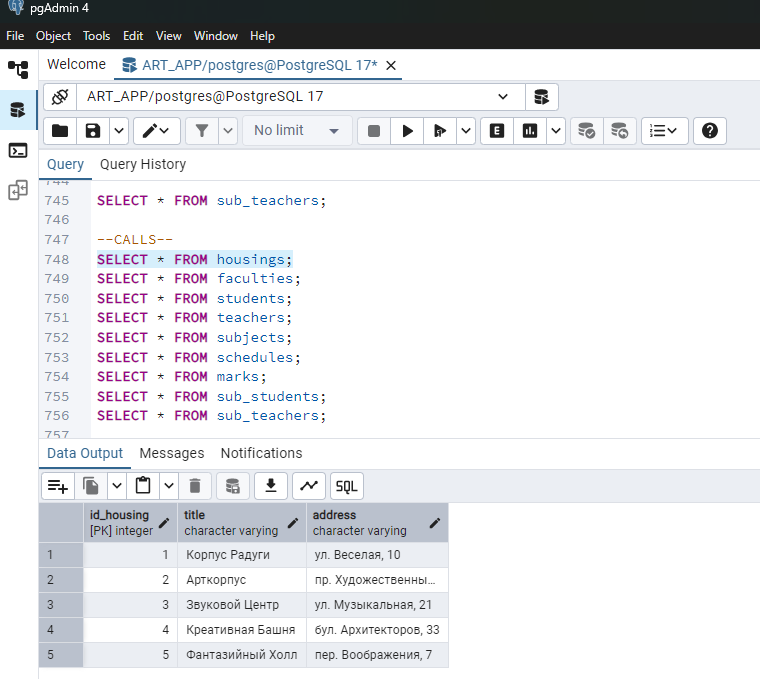 pgAdmin 4
File Object Tools Edit View Window Help
Welcome ART_APP/postgres@PostgreSQL 17*
ART_APP/postgres@PostgreSQL 17
No limit E
Query Query History
744
745 SELECT * FROM sub_teachers;
746
747 --CALLS--
748 SELECT * FROM housings;
749 SELECT * FROM faculties;
750 SELECT * FROM students;
751 SELECT * FROM teachers;
752 SELECT * FROM subjects;
753 SELECT * FROM schedules;
754 SELECT * FROM marks;
755 SELECT * FROM sub_students;
756 SELECT * FROM sub_teachers;
757
Data Output Messages Notifications
SQL
id_housing title address
[PK] integer character varying character varying
1 1 Корпус Радуги ул. Веселая, 10
2 2 Арткорпус пр. Художественны...
3 3 Звуковой Центр ул. Музыкальная, 21
4 4 Креативная Башня бул. Архитекторов, 33
5 5 Фантазийный Холл пер. Воображения, 7